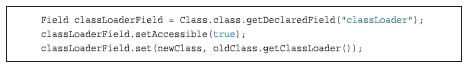 Field classLoaderField = Class.class.getDeclaredField("classLoader");
classLoaderField.setAccessible(true);
classLoaderField.set(newClass, oldClass.getClassLoader());